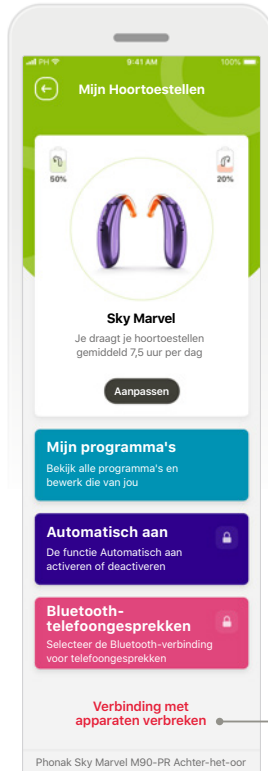 PH 9:41 AM 100%
Mijn Hoortoestellen
50% 20%
Sky Marvel
Je draagt je hoortoestellen
gemiddeld 7,5 uur per dag
Aanpassen
Mijn programma's
Bekijk alle programma's en
bewerk die van jou
Automatisch aan
De functie Automatisch aan
activeren of deactiveren
Bluetooth-
telefoongesprekken
Selecteer de Bluetooth-verbinding
voor telefoongesprekken
Verbinding met
apparaten verbreken
Phonak Sky Marvel M90-PR Achter-het-oor